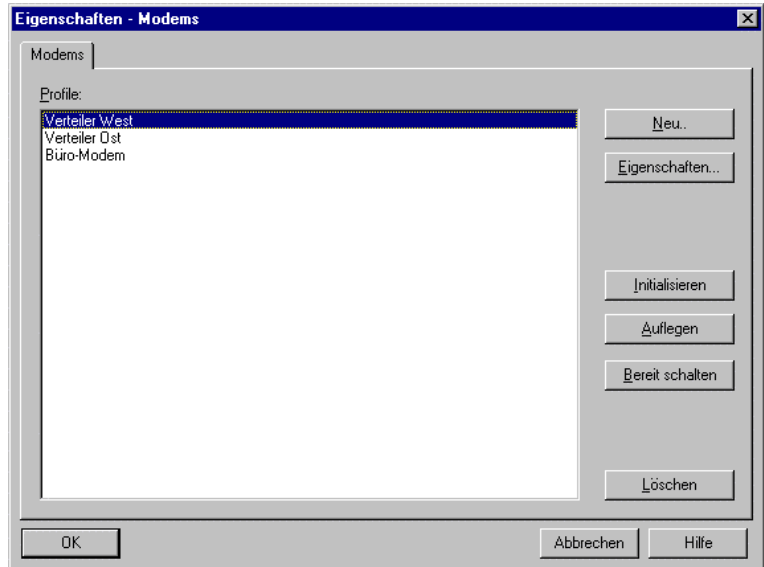 Eigenschaften - Modems
Modems
Profile:
Verteiler West
Verteiler Ost
Büro-Modem
Neu..
Eigenschaften...
Initialisieren
Auflegen
Bereit schalten
Löschen
OK
Abbrechen
Hilfe